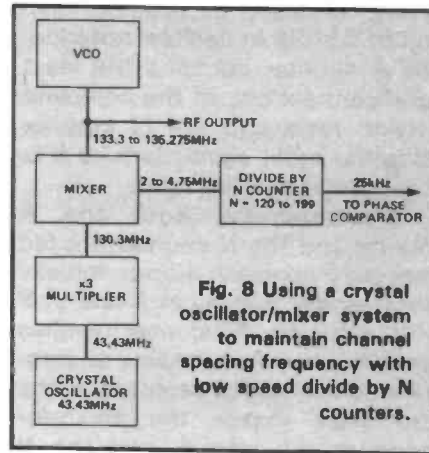 VCO
RF OUTPUT
133.3 to 135.275MHz
MIXER
2 to 4.75MHz
DIVIDE BY
N COUNTER
N = 120 to 199
25kHz
TO PHASE
COMPARATOR
130.3MHz
x3
MULTIPLIER
43.43MHz
CRYSTAL
OSCILLATOR
43.43MHz
Fig. 8 Using a crystal
oscillator/mixer system
to maintain channel
spacing frequency with
low speed divide by N
counters.